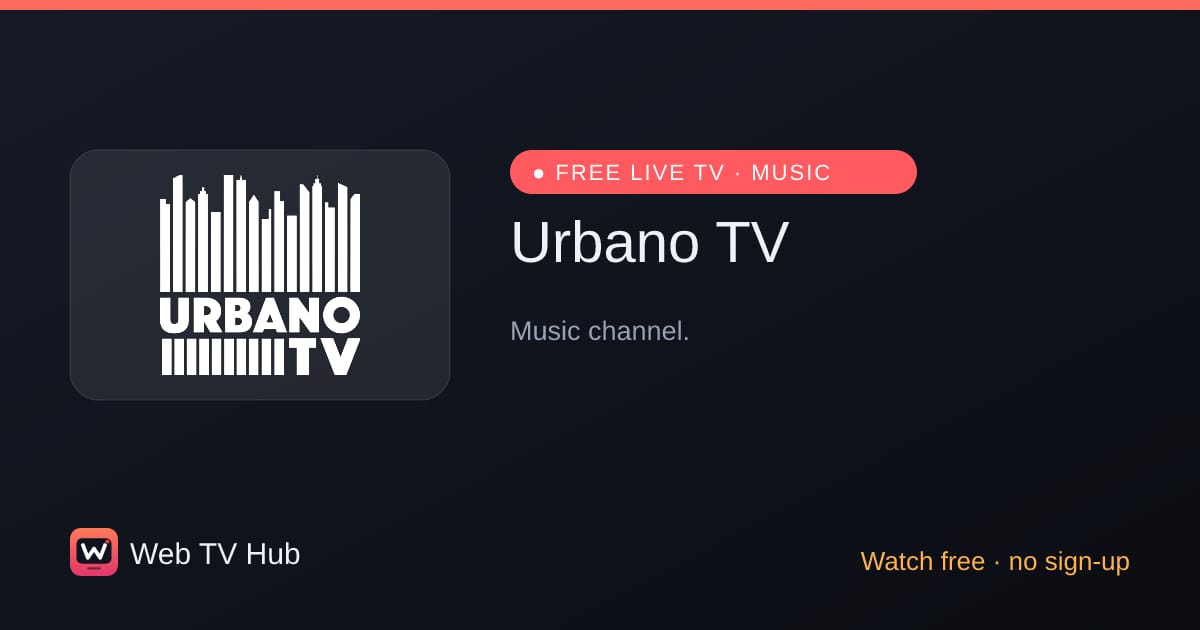 URBANO
TV
● FREE LIVE TV · MUSIC
Urbano TV
Music channel.
W
Web TV Hub
Watch free · no sign-up